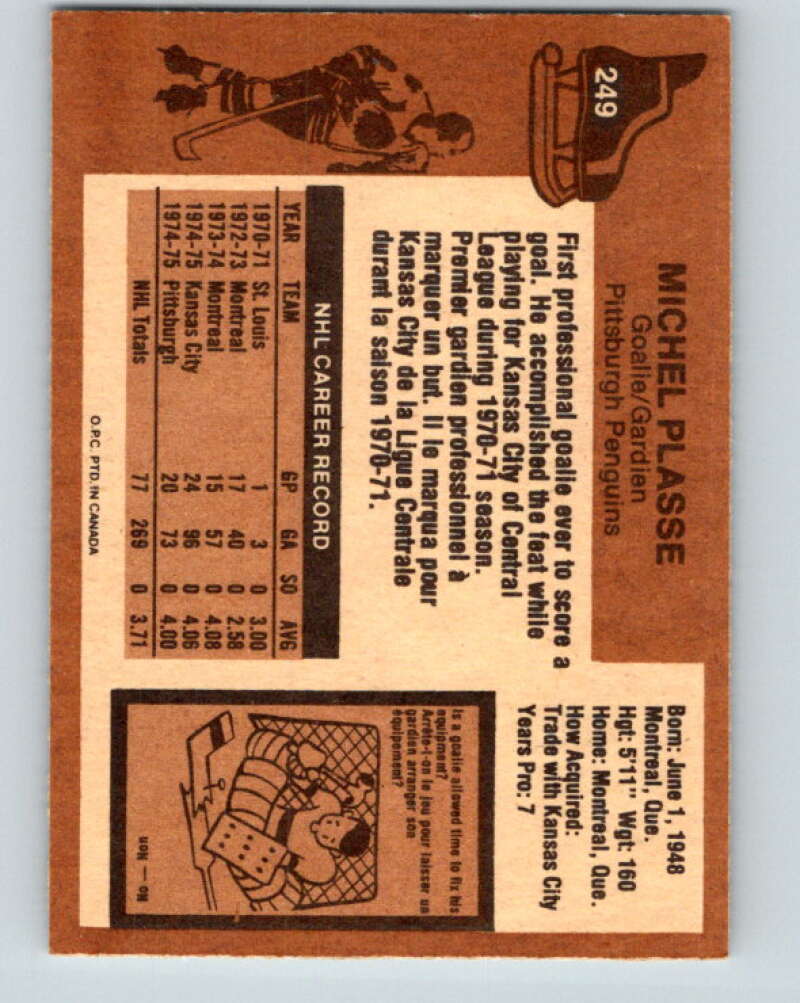 249
MICHEL PLASSE
Goalie/Gardien
Pittsburgh Penguins
First professional goalie ever to score a
goal. He accomplished the feat while
playing for Kansas City of Central
League during 1970-71 season.
Premier gardien professionnel à
marquer un but. Il le marqua pour
Kansas City de la Ligue Centrale
durant la saison 1970-71.
Born: June 1, 1948
Montreal, Que.
Hgt: 5'11" Wgt: 160
Home: Montreal, Que.
How Acquired:
Trade with Kansas City
Years Pro: 7
NHL CAREER RECORD
YEAR TEAM GP GA SO AVG
1970-71 St. Louis 1 3 0 3.00
1972-73 Montreal 17 40 0 2.58
1973-74 Montreal 15 57 0 4.08
1974-75 Kansas City 24 96 0 4.06
1974-75 Pittsburgh 20 73 0 4.00
NHL Totals 77 269 0 3.71
Is a goalie allowed time to fix his
equipment?
Arrête-t-on le jeu pour laisser un
gardien arranger son
équipement?
No — Non
O.P.C. PTD. IN CANADA